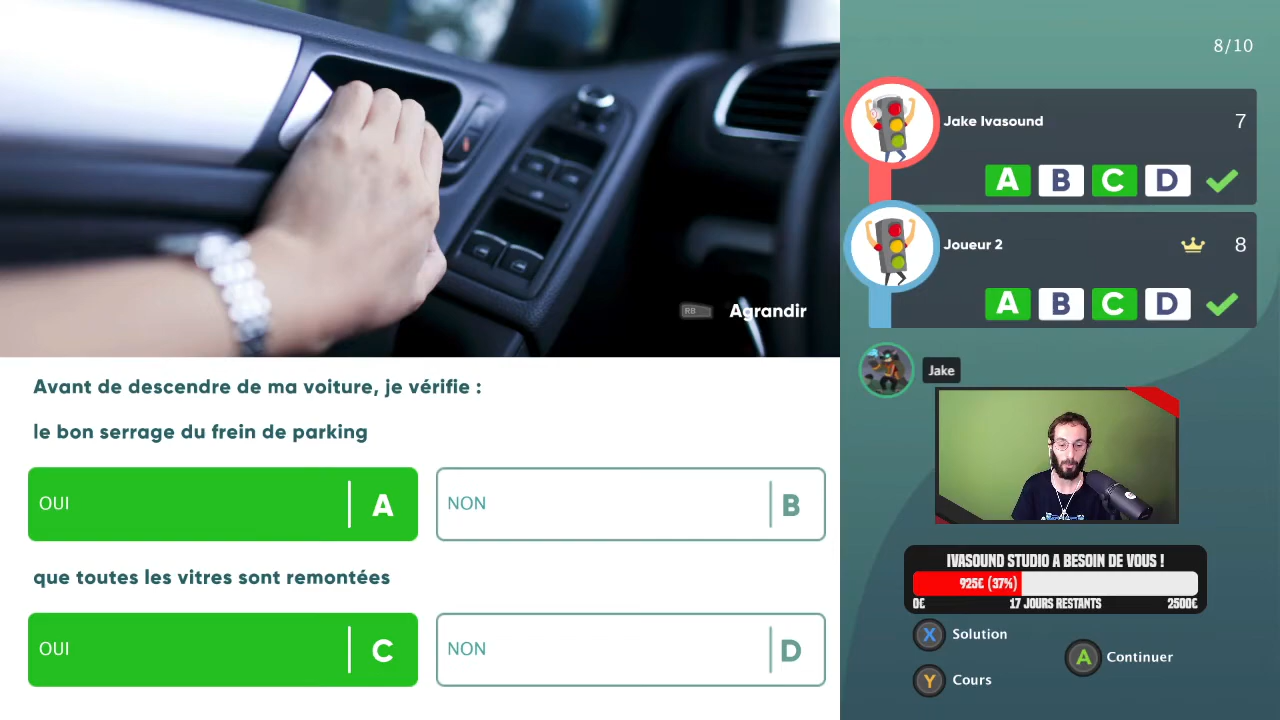 8/10
Jake Ivasound
7
A B C D
Joueur 2
8
A B C D
Jake
RB Agrandir
Avant de descendre de ma voiture, je vérifie :
le bon serrage du frein de parking
OUI A
NON B
que toutes les vitres sont remontées
OUI C
NON D
IVASOUND STUDIO A BESOIN DE VOUS !
925€ (37%)
0€ 17 JOURS RESTANTS 2500€
X Solution
A Continuer
Y Cours